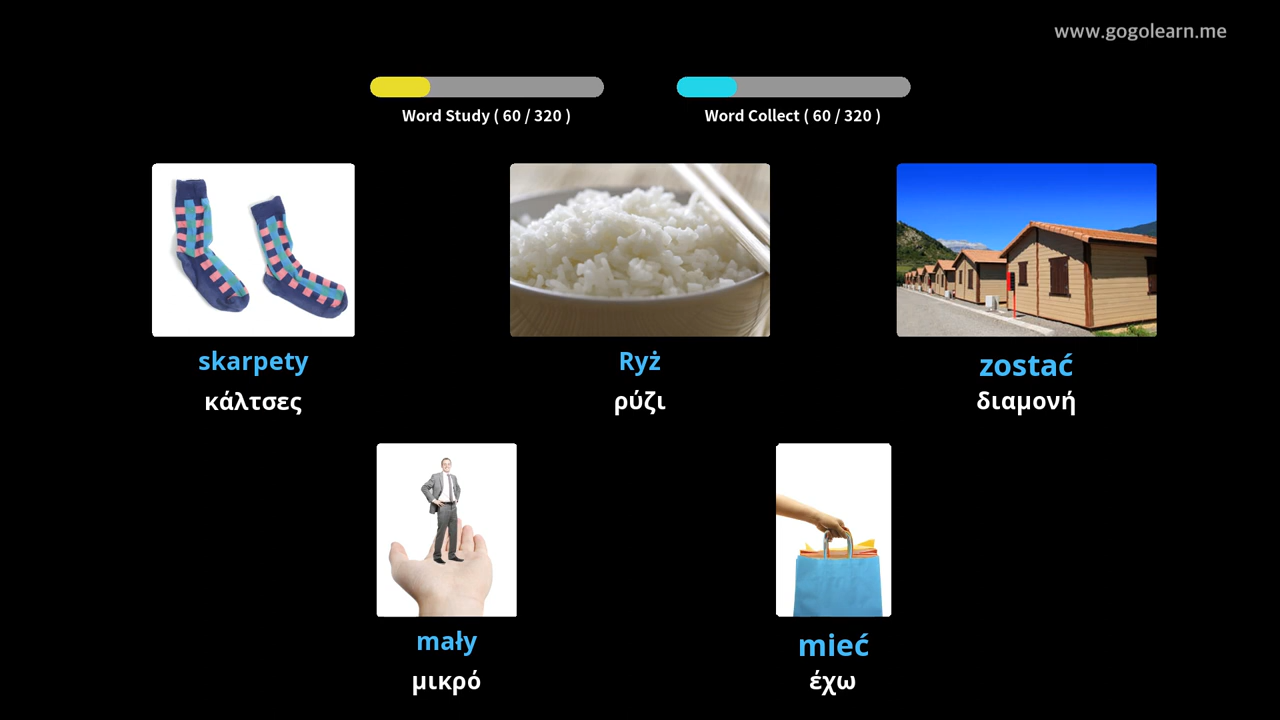 www.gogolearn.me
Word Study ( 60 / 320 )
Word Collect ( 60 / 320 )
skarpety
κάλτσες
Ryż
ρύζι
zostać
διαμονή
mały
μικρό
mieć
έχω